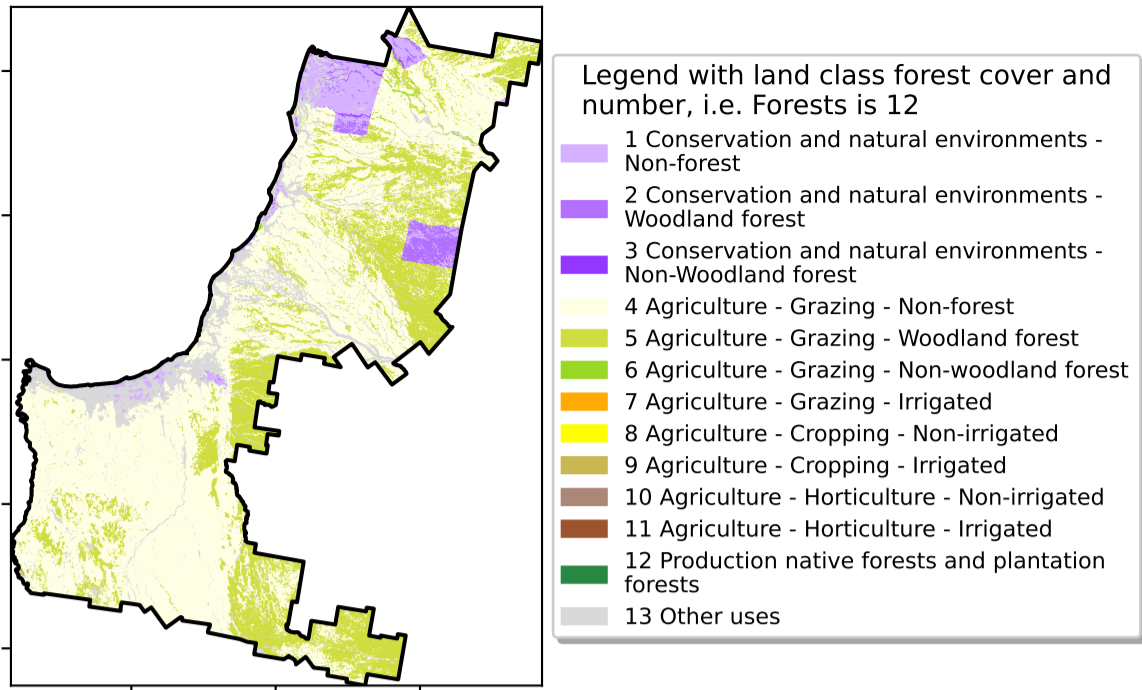 Legend with land class forest cover and
number, i.e. Forests is 12
1 Conservation and natural environments -
Non-forest
2 Conservation and natural environments -
Woodland forest
3 Conservation and natural environments -
Non-Woodland forest
4 Agriculture - Grazing - Non-forest
5 Agriculture - Grazing - Woodland forest
6 Agriculture - Grazing - Non-woodland forest
7 Agriculture - Grazing - Irrigated
8 Agriculture - Cropping - Non-irrigated
9 Agriculture - Cropping - Irrigated
10 Agriculture - Horticulture - Non-irrigated
11 Agriculture - Horticulture - Irrigated
12 Production native forests and plantation
forests
13 Other uses